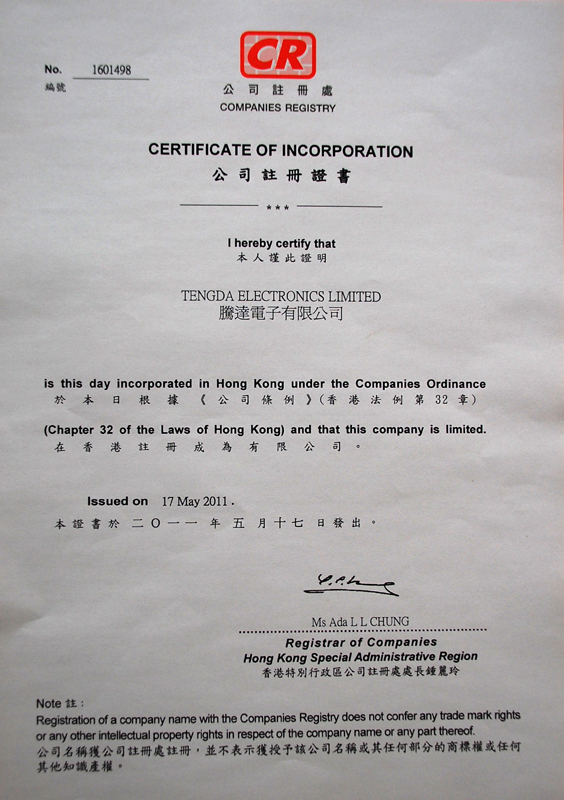 CR
No. 1601498
編號
公司註冊處
COMPANIES REGISTRY
CERTIFICATE OF INCORPORATION
公司註冊證書
***
I hereby certify that
本人謹此證明
TENGDA ELECTRONICS LIMITED
騰達電子有限公司
is this day incorporated in Hong Kong under the Companies Ordinance
於本日根據《公司條例》(香港法例第32章)
(Chapter 32 of the Laws of Hong Kong) and that this company is limited.
在香港註冊成為有限公司。
Issued on 17 May 2011.
本證書於二O一一年五月十七日發出。
Ms Ada L L CHUNG
Registrar of Companies
Hong Kong Special Administrative Region
香港特別行政區公司註冊處處長鍾麗玲
Note 註:
Registration of a company name with the Companies Registry does not confer any trade mark rights
or any other intellectual property rights in respect of the company name or any part thereof.
公司名稱獲公司註冊處註冊，並不表示獲授予該公司名稱或其任何部分的商標權或任何
其他知識產權。